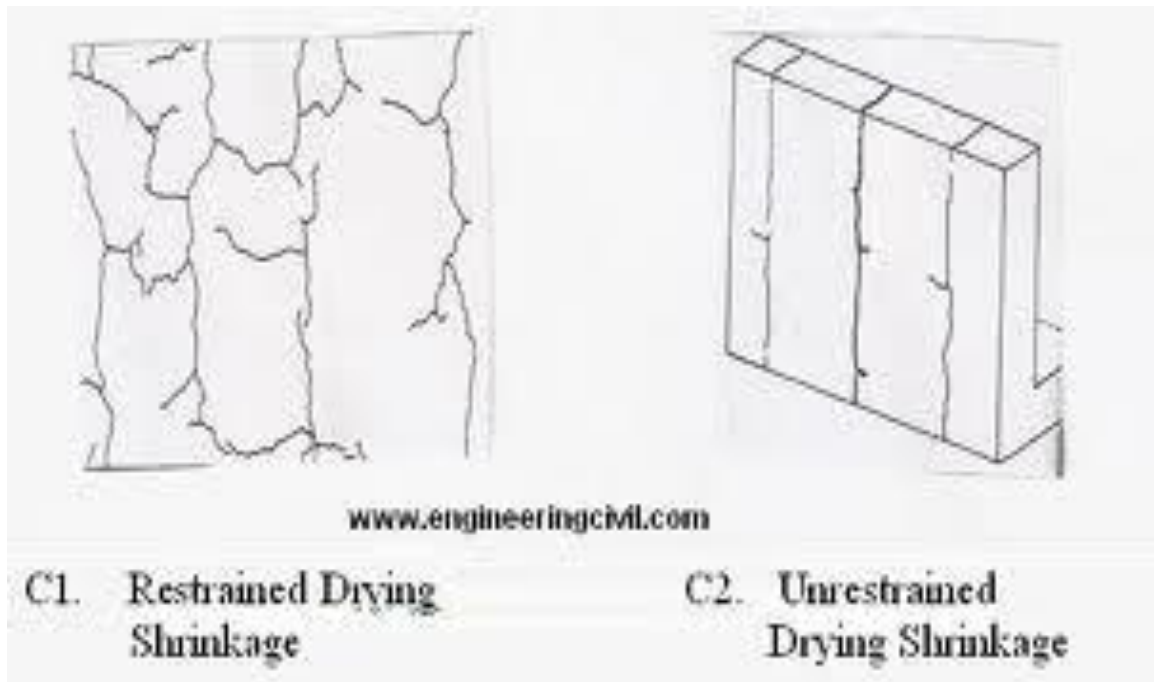 www.engineeringcivil.com
C1. Restrained Drying
Shrinkage
C2. Unrestrained
Drying Shrinkage